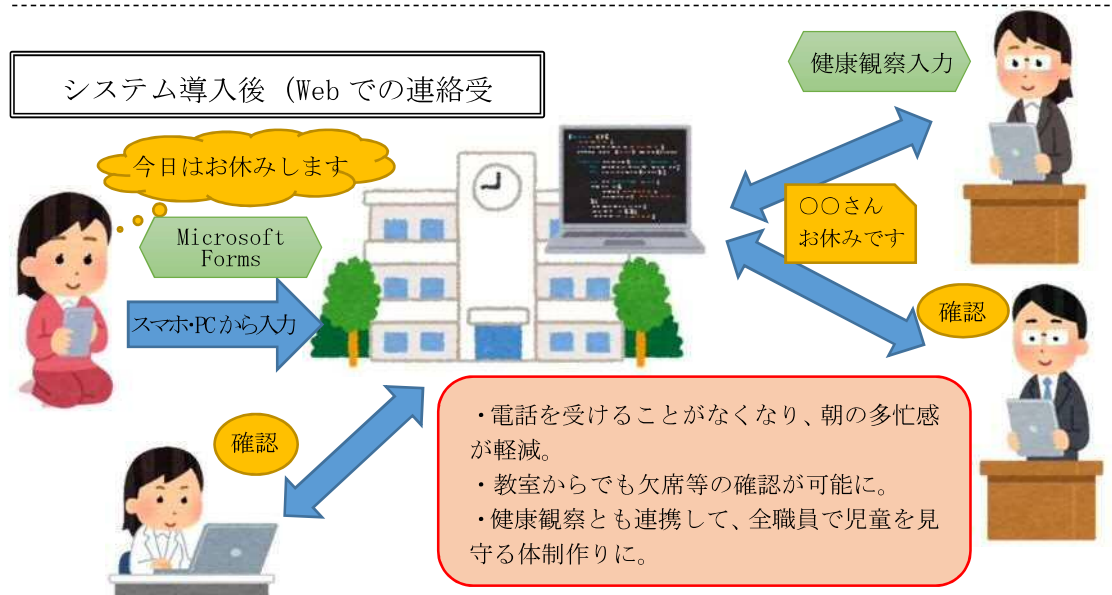 システム導入後（Web での連絡受
健康観察入力
今日はお休みします
Microsoft
Forms
スマホ・PC から入力
〇〇さん
お休みです
確認
確認
・電話を受けることがなくなり、朝の多忙感
が軽減。
・教室からでも欠席等の確認が可能に。
・健康観察とも連携して、全職員で児童を見
守る体制作りに。